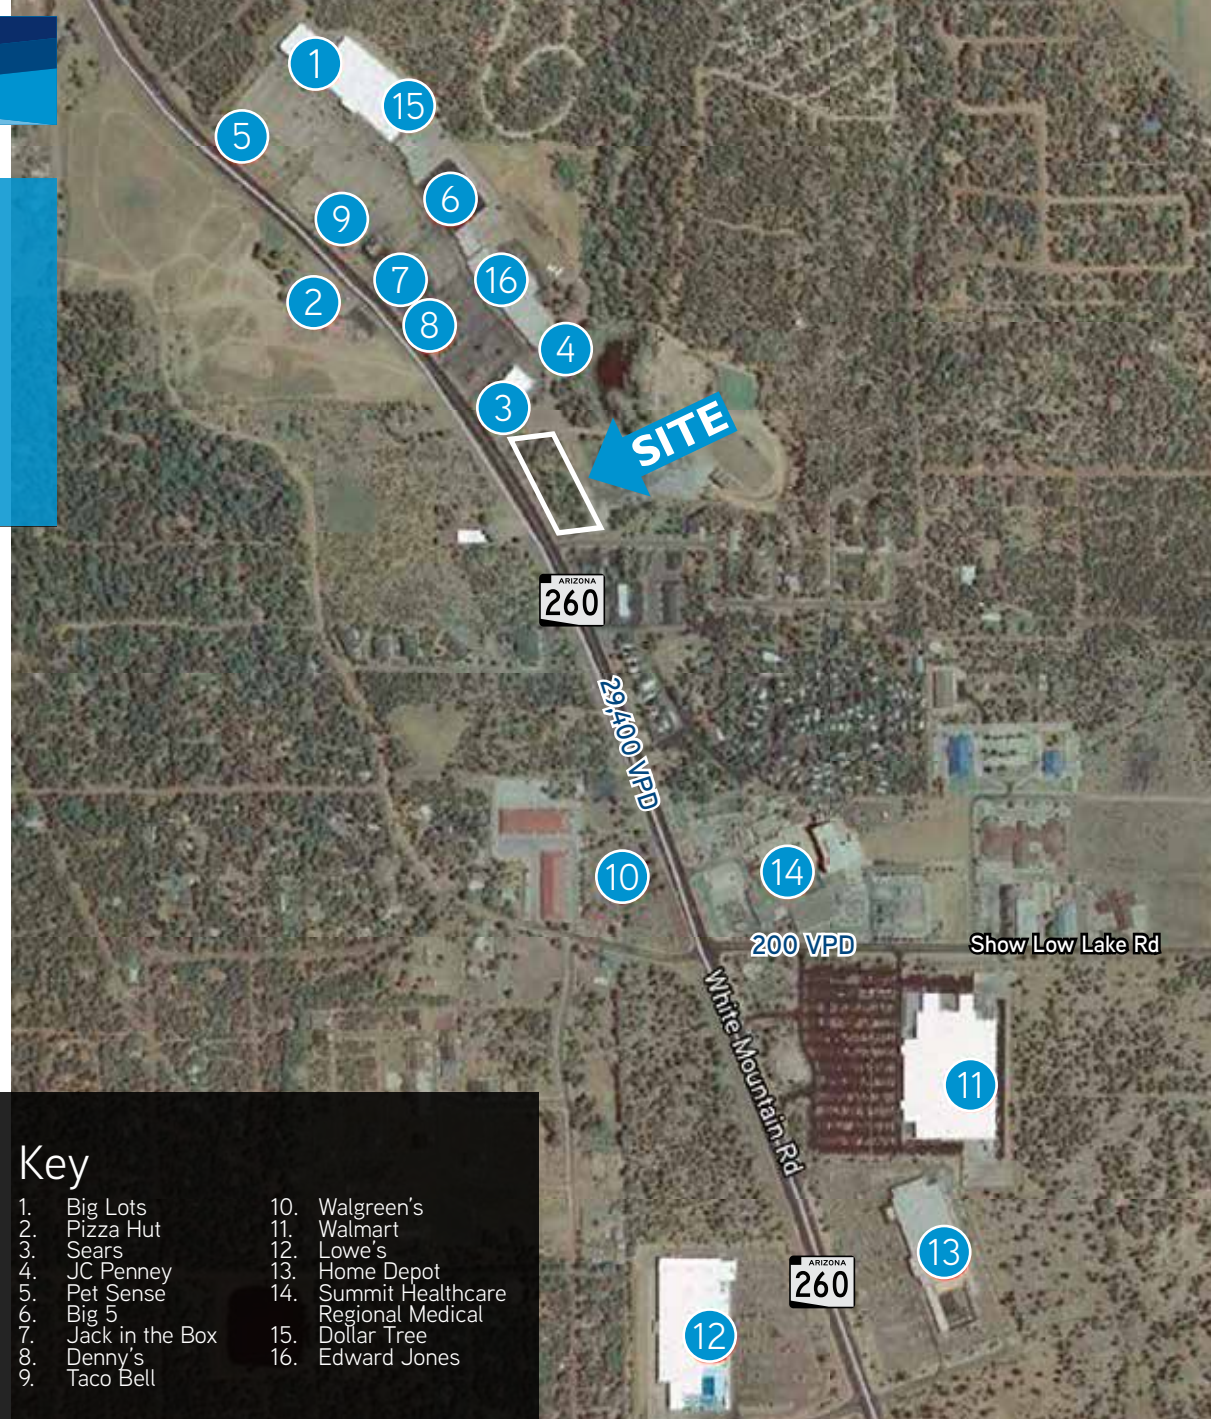 1
15
5
6
9
7
16
2
8
4
3
SITE
ARIZONA
260
29,400 VPD
10
14
200 VPD
Show Low Lake Rd
White Mountain Rd
11
13
ARIZONA
260
12
Key
1. Big Lots
2. Pizza Hut
3. Sears
4. JC Penney
5. Pet Sense
6. Big 5
7. Jack in the Box
8. Denny's
9. Taco Bell
10. Walgreen's
11. Walmart
12. Lowe's
13. Home Depot
14. Summit Healthcare
Regional Medical
15. Dollar Tree
16. Edward Jones